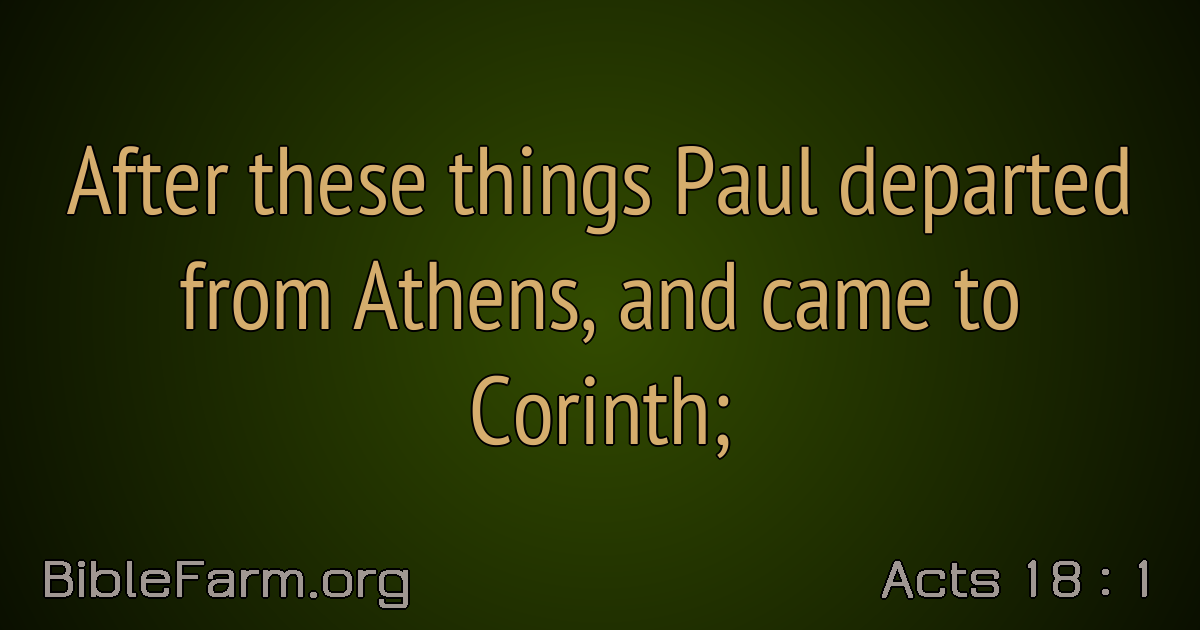 After these things Paul departed
from Athens, and came to
Corinth;
BibleFarm.org
Acts 18 : 1